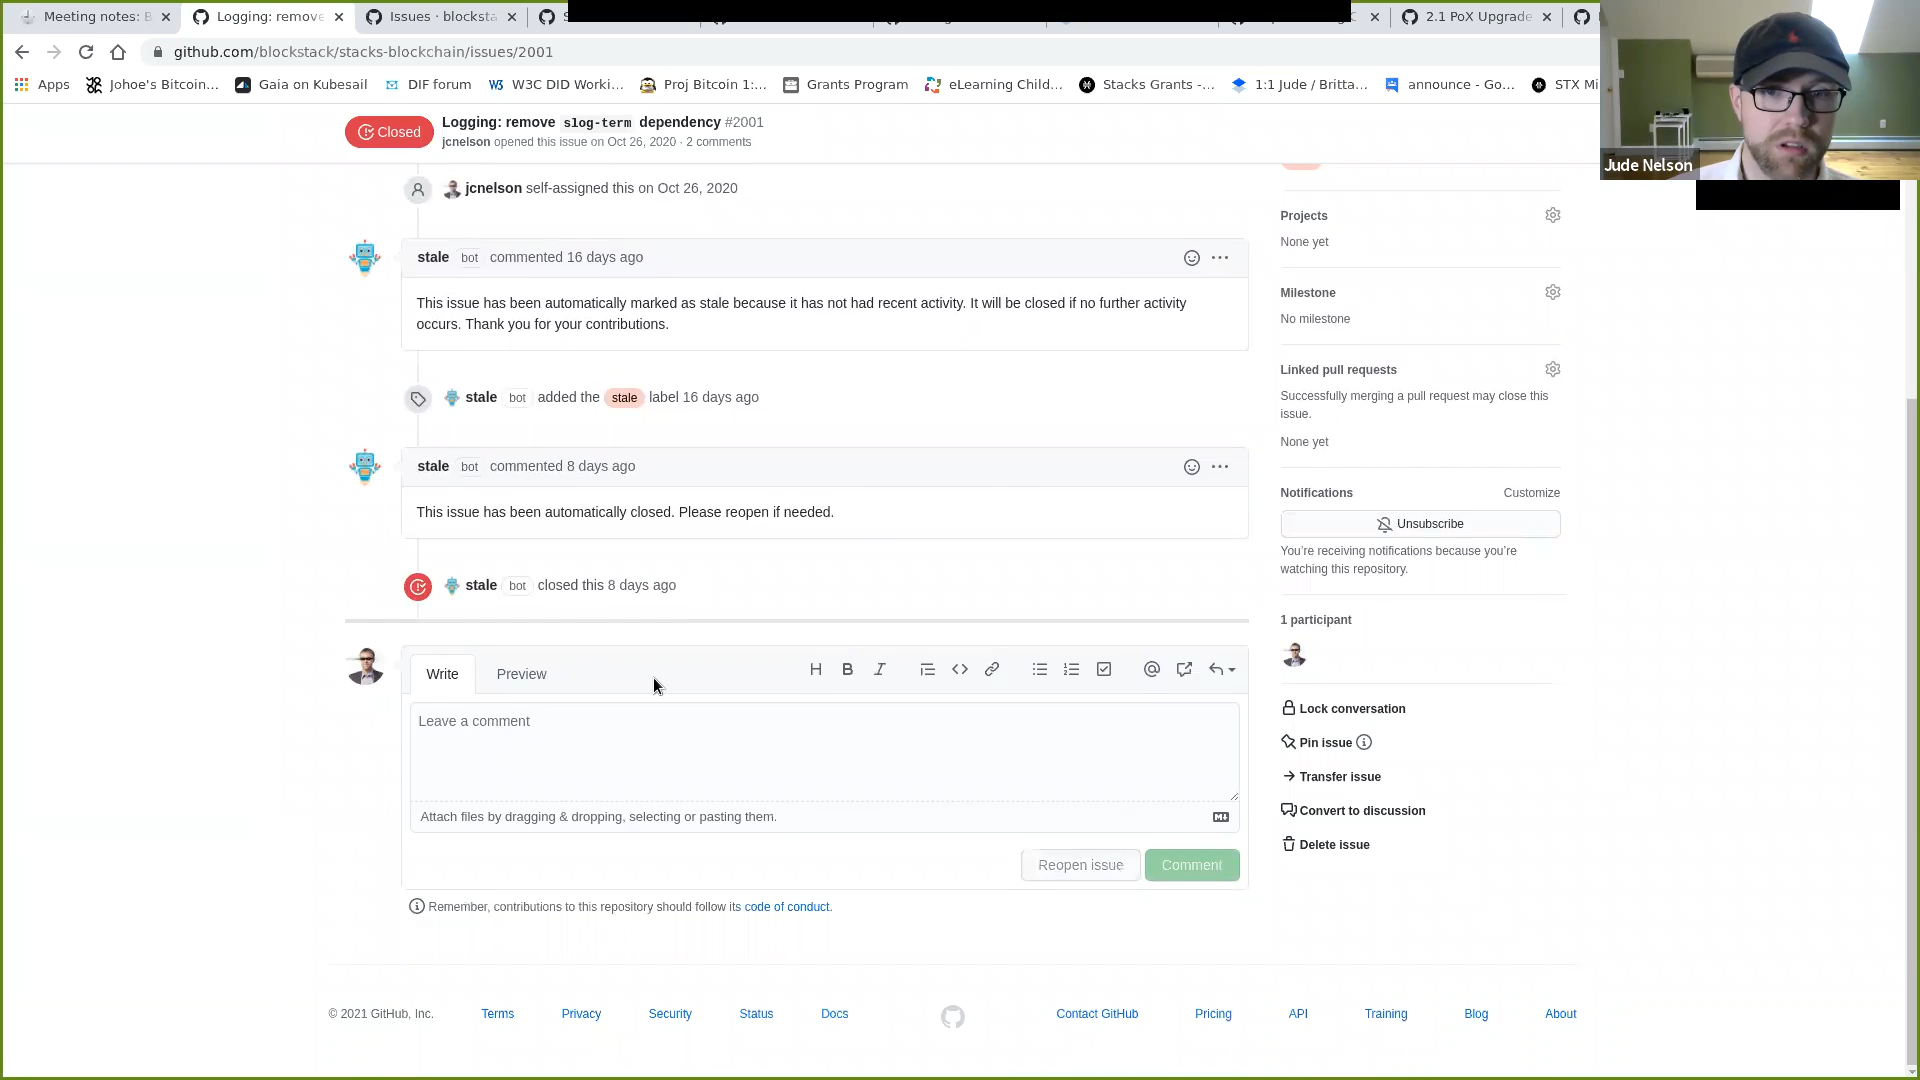 Meeting notes: B
Logging: remove
Issues · blocksta
2.1 PoX Upgrade
github.com/blockstack/stacks-blockchain/issues/2001
Apps
Johoe's Bitcoin...
Gaia on Kubesail
DIF forum
W3C DID Worki...
Proj Bitcoin 1:...
Grants Program
eLearning Child...
Stacks Grants -...
1:1 Jude / Britta...
announce - Go...
STX Mi
Jude Nelson
Closed
Logging: remove slog-term dependency #2001
jcnelson opened this issue on Oct 26, 2020 · 2 comments
jcnelson self-assigned this on Oct 26, 2020
stale bot commented 16 days ago
This issue has been automatically marked as stale because it has not had recent activity. It will be closed if no further activity
occurs. Thank you for your contributions.
stale bot added the stale label 16 days ago
stale bot commented 8 days ago
This issue has been automatically closed. Please reopen if needed.
stale bot closed this 8 days ago
Write
Preview
Leave a comment
Attach files by dragging & dropping, selecting or pasting them.
Reopen issue
Comment
Remember, contributions to this repository should follow its code of conduct.
Projects
None yet
Milestone
No milestone
Linked pull requests
Successfully merging a pull request may close this
issue.
None yet
Notifications
Customize
Unsubscribe
You're receiving notifications because you're
watching this repository.
1 participant
Lock conversation
Pin issue
Transfer issue
Convert to discussion
Delete issue
© 2021 GitHub, Inc.
Terms
Privacy
Security
Status
Docs
Contact GitHub
Pricing
API
Training
Blog
About